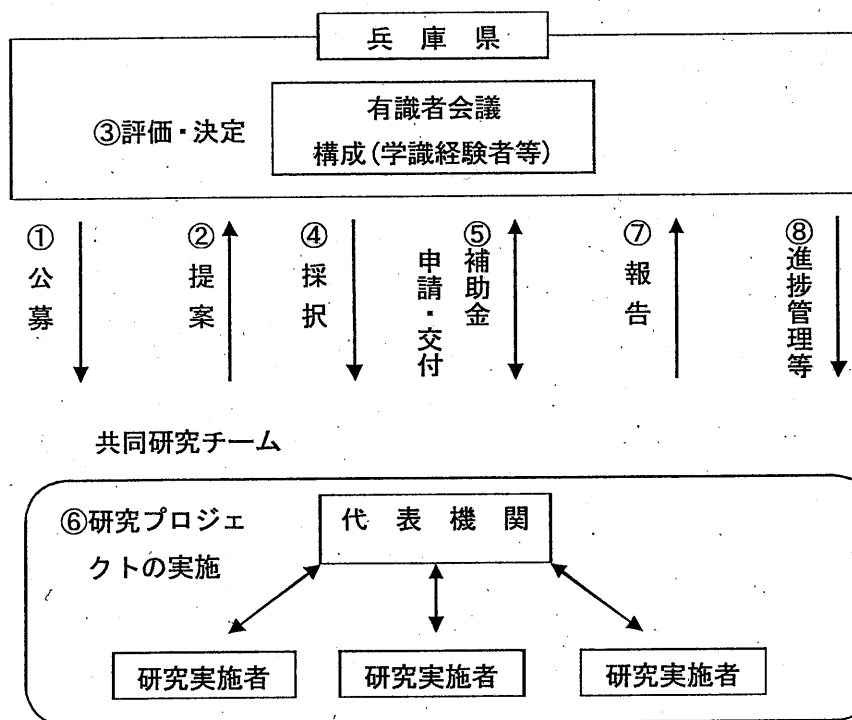 兵庫県
③評価・決定
有識者会議
構成(学識経験者等)
①公募
②提案
④採択
⑤補助金
申請・交付
⑦報告
⑧進捗管理等
共同研究チーム
⑥研究プロジェ
クトの実施
代表機関
研究実施者
研究実施者
研究実施者